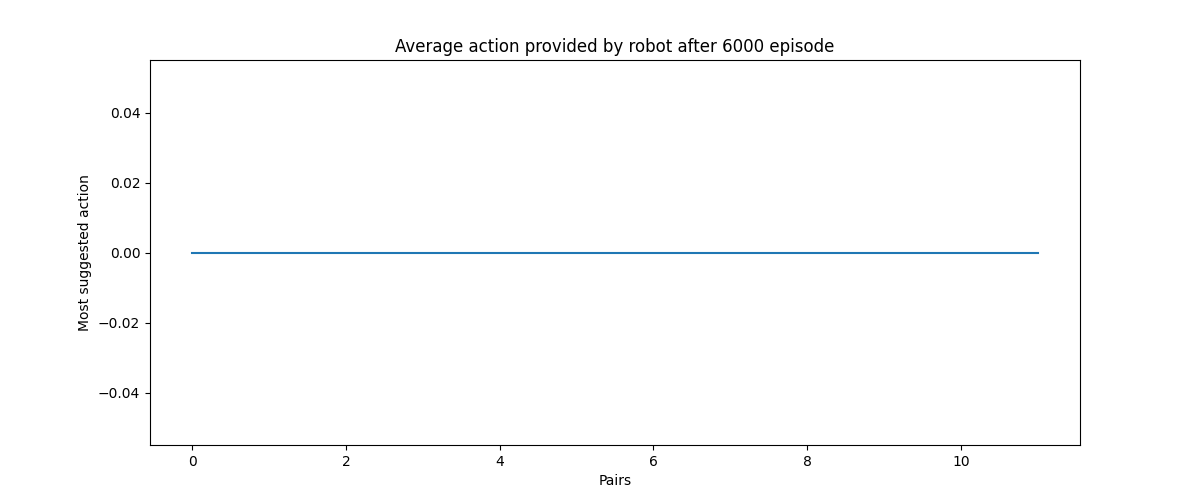 Average action provided by robot after 6000 episode
0.04
0.02
0.00
−0.02
−0.04
Most suggested action
0 2 4 6 8 10
Pairs